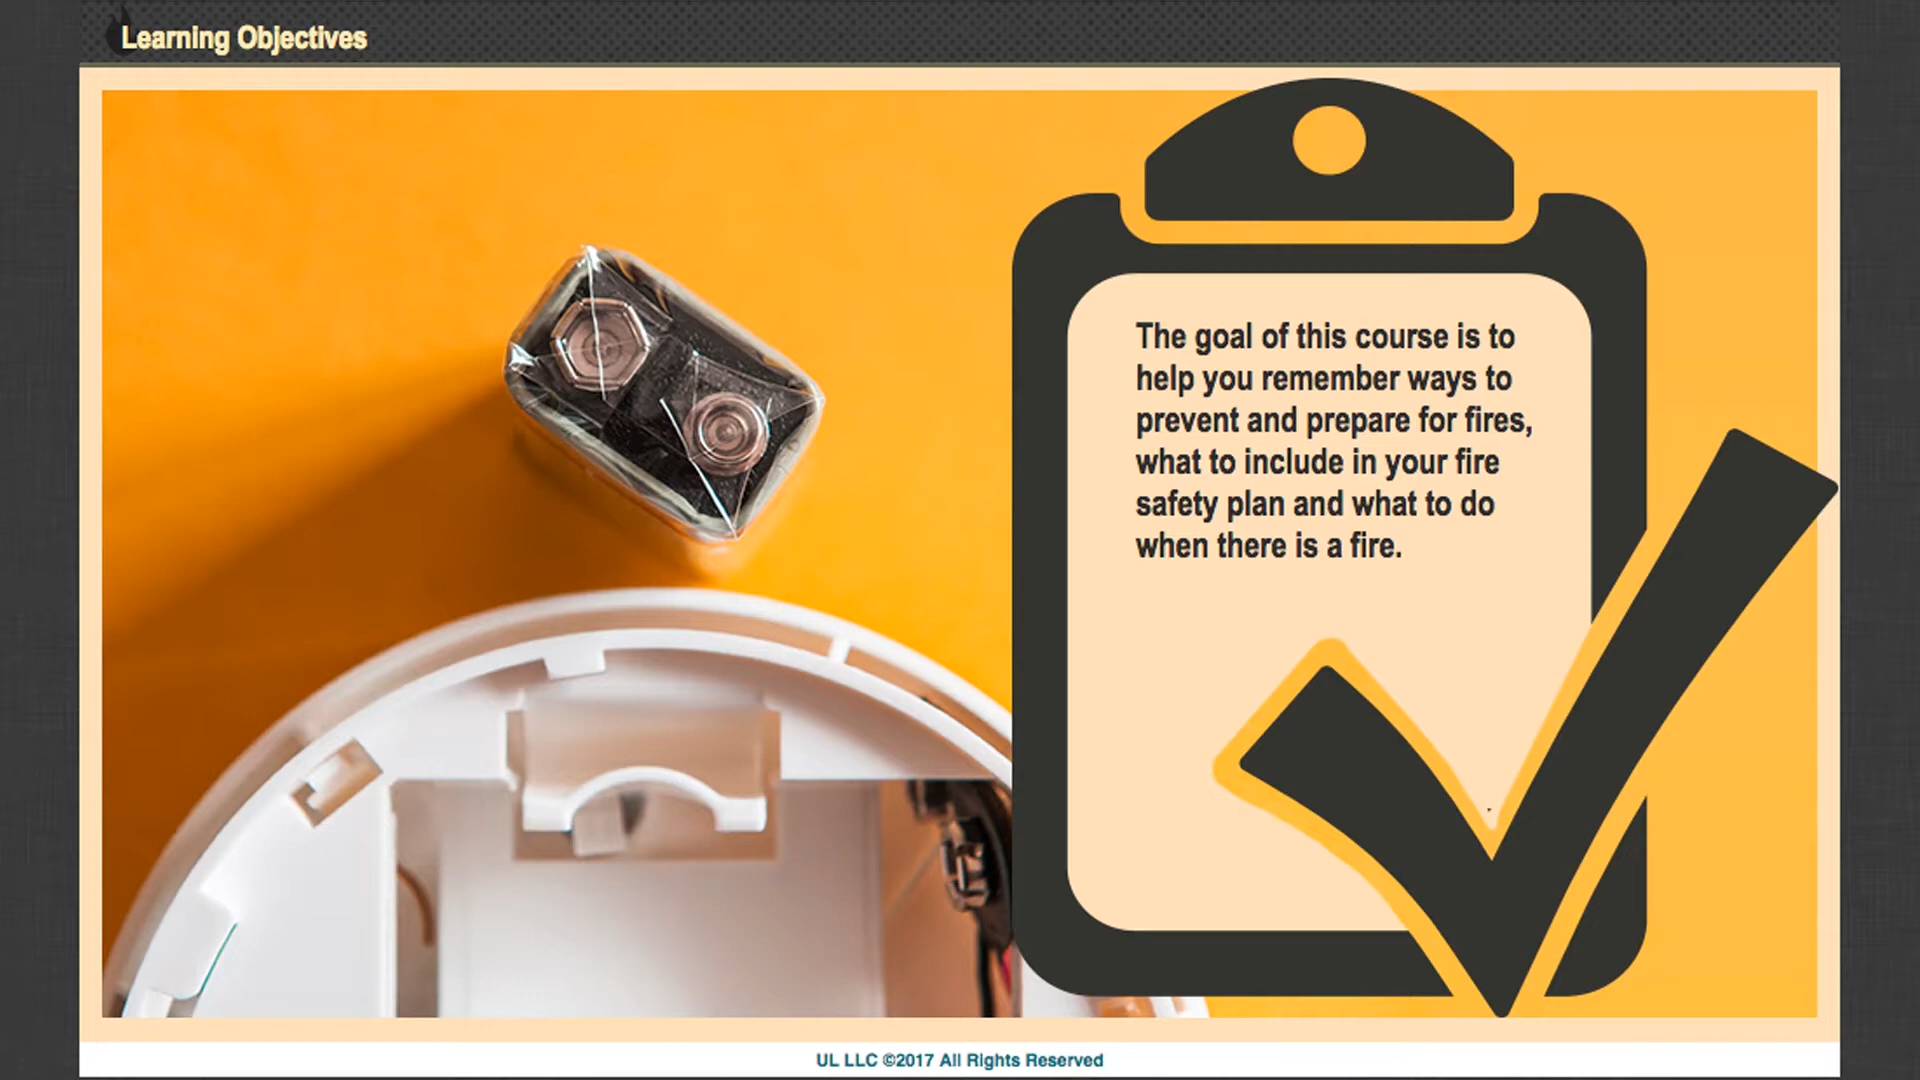 Learning Objectives
The goal of this course is to
help you remember ways to
prevent and prepare for fires,
what to include in your fire
safety plan and what to do
when there is a fire.
UL LLC ©2017 All Rights Reserved